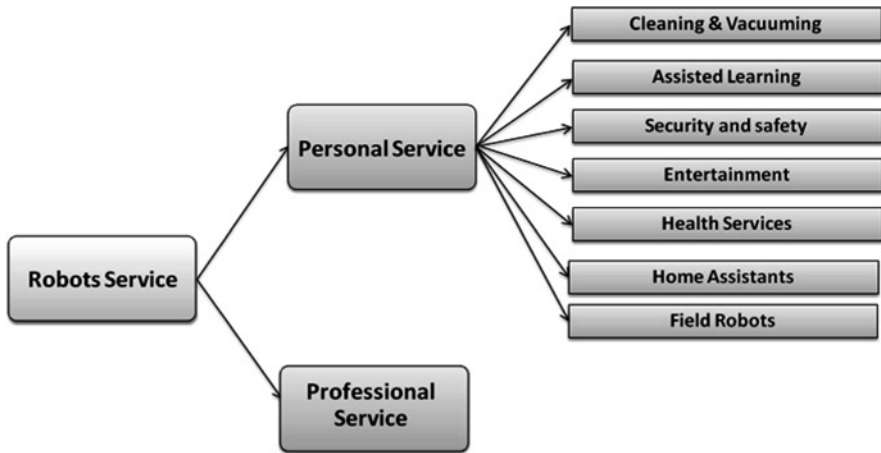 Cleaning & Vacuuming
Assisted Learning
Personal Service
Security and safety
Entertainment
Health Services
Robots Service
Home Assistants
Field Robots
Professional
Service